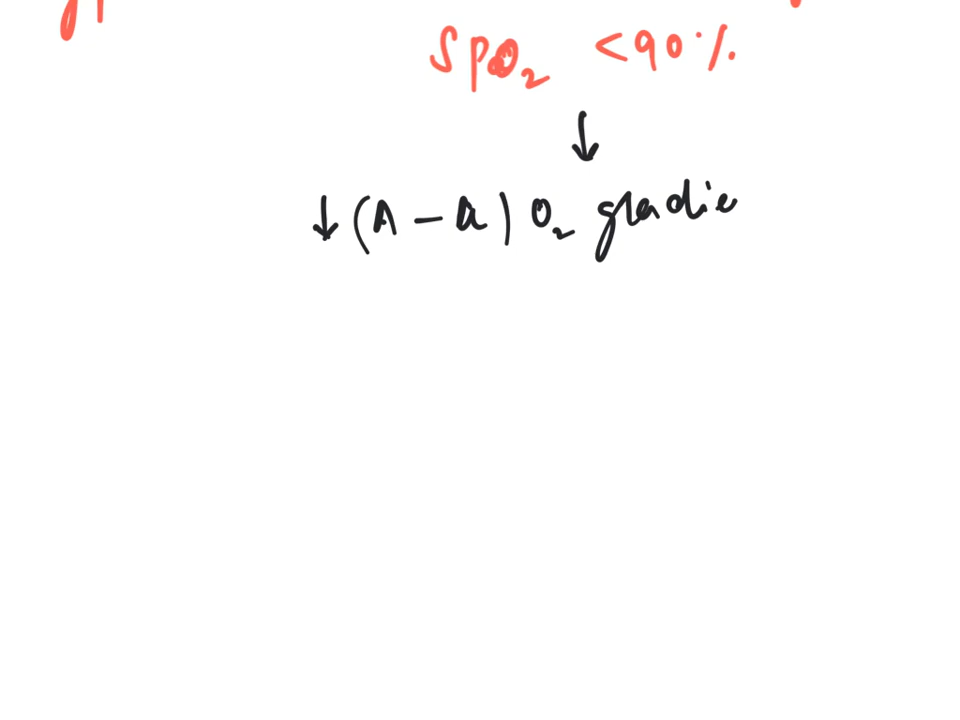 SpO₂ <90%
↓
↓ (A - a) O₂ gradie